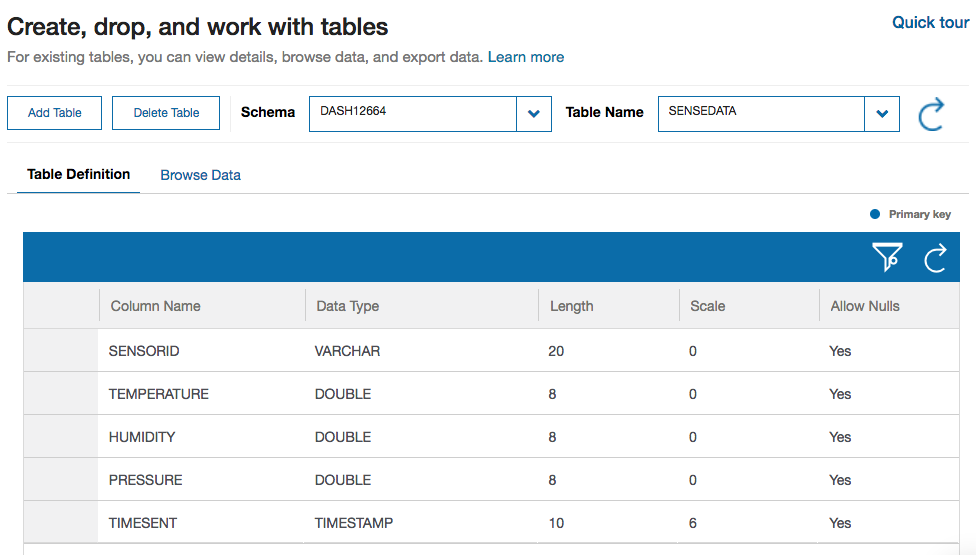 Create, drop, and work with tables
Quick tour
For existing tables, you can view details, browse data, and export data. Learn more
Add Table Delete Table Schema DASH12664 Table Name SENSEDATA
Table Definition Browse Data
Primary key
Column Name Data Type Length Scale Allow Nulls
SENSORID VARCHAR 20 0 Yes
TEMPERATURE DOUBLE 8 0 Yes
HUMIDITY DOUBLE 8 0 Yes
PRESSURE DOUBLE 8 0 Yes
TIMESENT TIMESTAMP 10 6 Yes